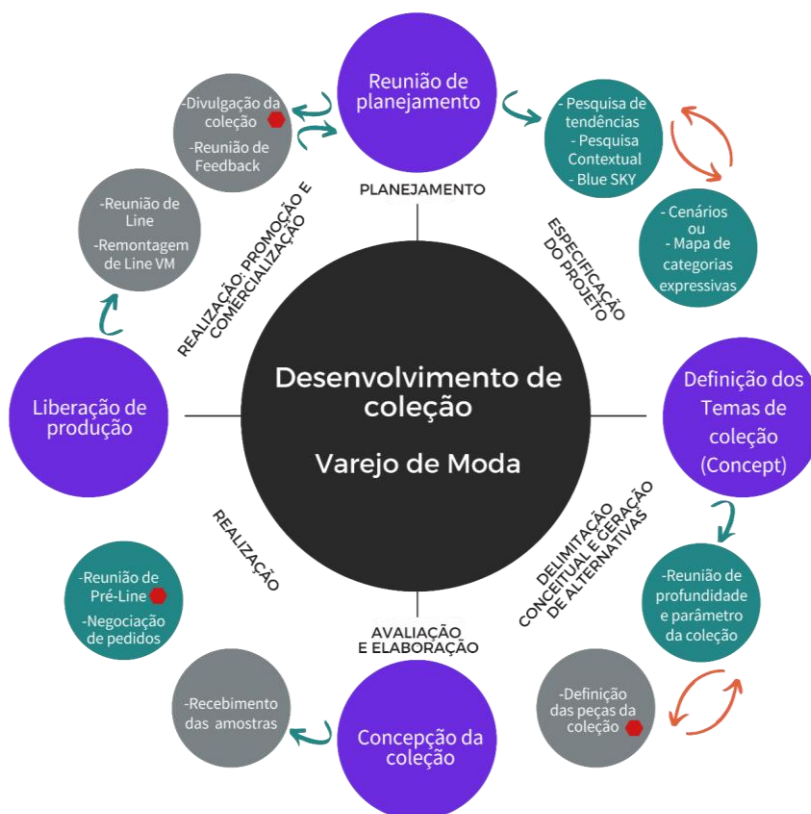 Reunião de
planejamento
-Divulgação da
coleção
-Reunião de
Feedback
- Pesquisa de
tendências
- Pesquisa
Contextual
- Blue SKY
PLANEJAMENTO
-Reunião de
Line
-Remontagem
de Line VM
- Cenários ou
- Mapa de
categorias
expressivas
REALIZAÇÃO: PROMOÇÃO E
COMERCIALIZAÇÃO
ESPECIFICAÇÃO
DO PROJETO
Desenvolvimento de
coleção
Varejo de Moda
Liberação de
produção
Definição dos
Temas de
coleção
(Concept)
REALIZAÇÃO
DELIMITAÇÃO
CONCEITUAL E GERAÇÃO
DE ALTERNATIVAS
-Reunião de
Pré-Line
-Negociação
de pedidos
-Reunião de
profundidade
e parâmetro
da coleção
AVALIAÇÃO
E ELABORAÇÃO
-Recebimento
das amostras
Concepção da
coleção
-Definição
das peças da
coleção